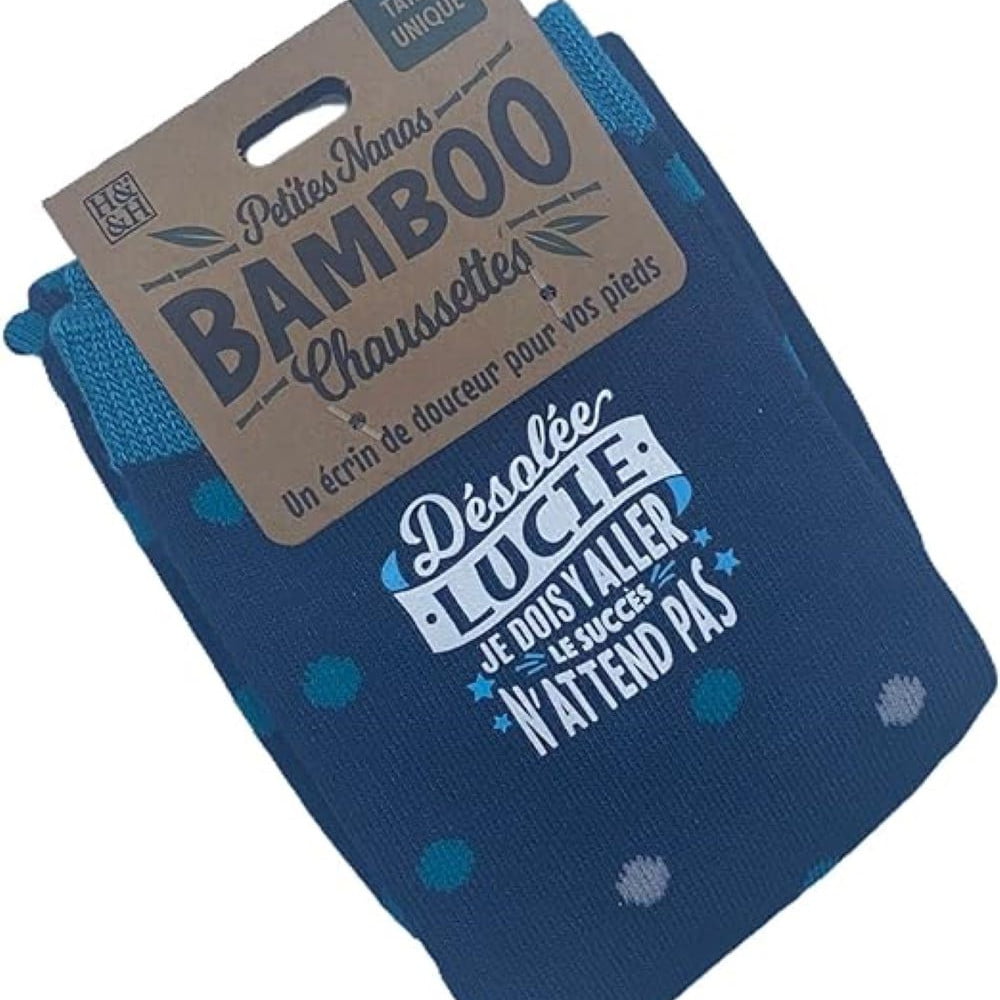 UNIQUE
H&
&H
Petites Nanas
BAMBOO
Chaussettes
Un écrin de douceur pour vos pieds
Désolée
LUCIE
JE DOIS Y ALLER
LE SUCCÈS
N'ATTEND PAS